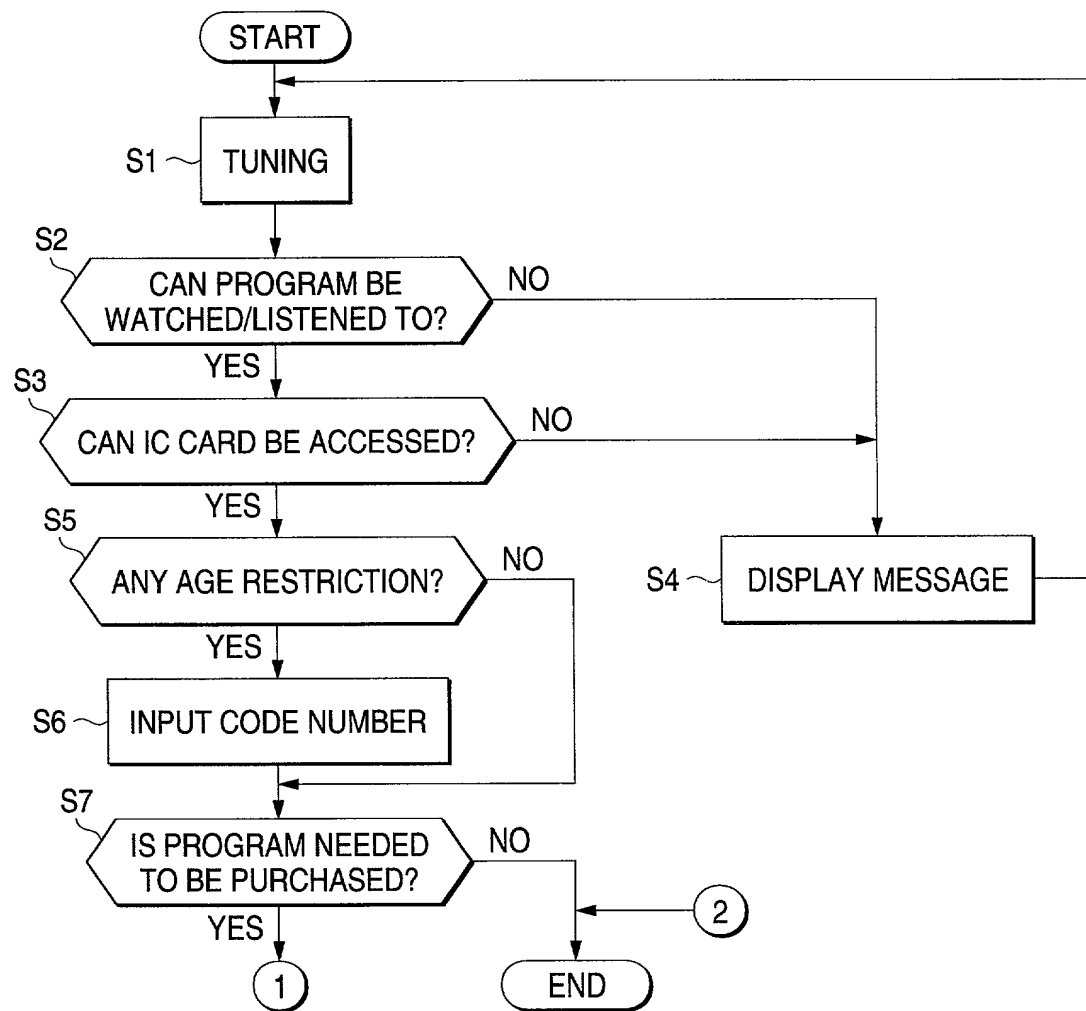 START
S1
TUNING
S2
CAN PROGRAM BE
WATCHED/LISTENED TO?
NO
YES
S3
CAN IC CARD BE ACCESSED?
NO
YES
S5
ANY AGE RESTRICTION?
NO
S4
DISPLAY MESSAGE
YES
S6
INPUT CODE NUMBER
S7
IS PROGRAM NEEDED
TO BE PURCHASED?
NO
YES
2
1
END